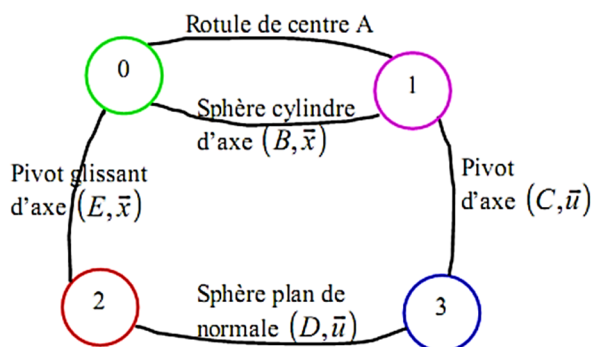 Rotule de centre A
0
1
Sphère cylindre
d'axe (B,x⃗)
Pivot glissant
d'axe (E,x⃗)
Pivot
d'axe (C,u⃗)
2
Sphère plan de
normale (D,u⃗)
3